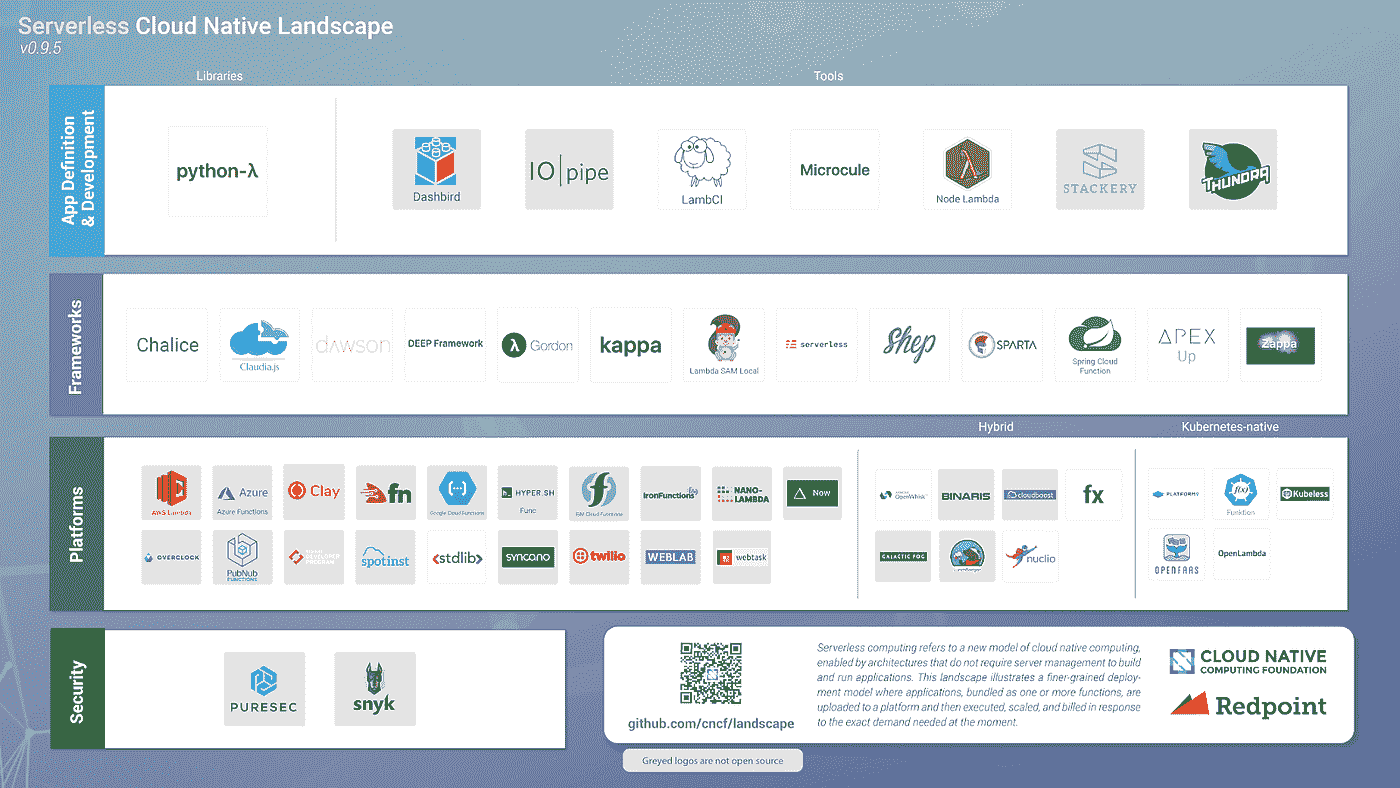 Serverless Cloud Native Landscape
v0.9.5
Libraries
Tools
App Definition
& Development
python-λ
Dashbird
IO|pipe
LambCI
Microcule
Node Lambda
STACKERY
THUNDRA
Frameworks
Chalice
Claudia.js
dawson
DEEP Framework
Gordon
kappa
Lambda SAM Local
serverless
Shep
SPARTA
Spring Cloud
Function
APEX
Up
Zappa
Hybrid
Kubernetes-native
Platforms
AWS Lambda
Azure
Azure Functions
Clay
fn
Google Cloud Functions
HYPER.SH
Func
IBM Cloud Functions
IronFunctions
NANO-
LAMBDA
Now
OpenWhisk
BINARIS
cloudboost
fx
PLATFORM9
f(x)
Funktion
Kubeless
OVERCLOCK
PubNub
FUNCTIONS
DEVELOPER
PROGRAM
spotinst
<stdlib>
syncano
twilio
WEBLAB
webtask
GALACTIC FOG
nuclio
OPENFAAS
OpenLambda
Security
PURESEC
snyk
github.com/cncf/landscape
Serverless computing refers to a new model of cloud native computing,
enabled by architectures that do not require server management to build
and run applications. This landscape illustrates a finer-grained deploy-
ment model where applications, bundled as one or more functions, are
uploaded to a platform and then executed, scaled, and billed in response
to the exact demand needed at the moment.
CLOUD NATIVE
COMPUTING FOUNDATION
Redpoint
Greyed logos are not open source